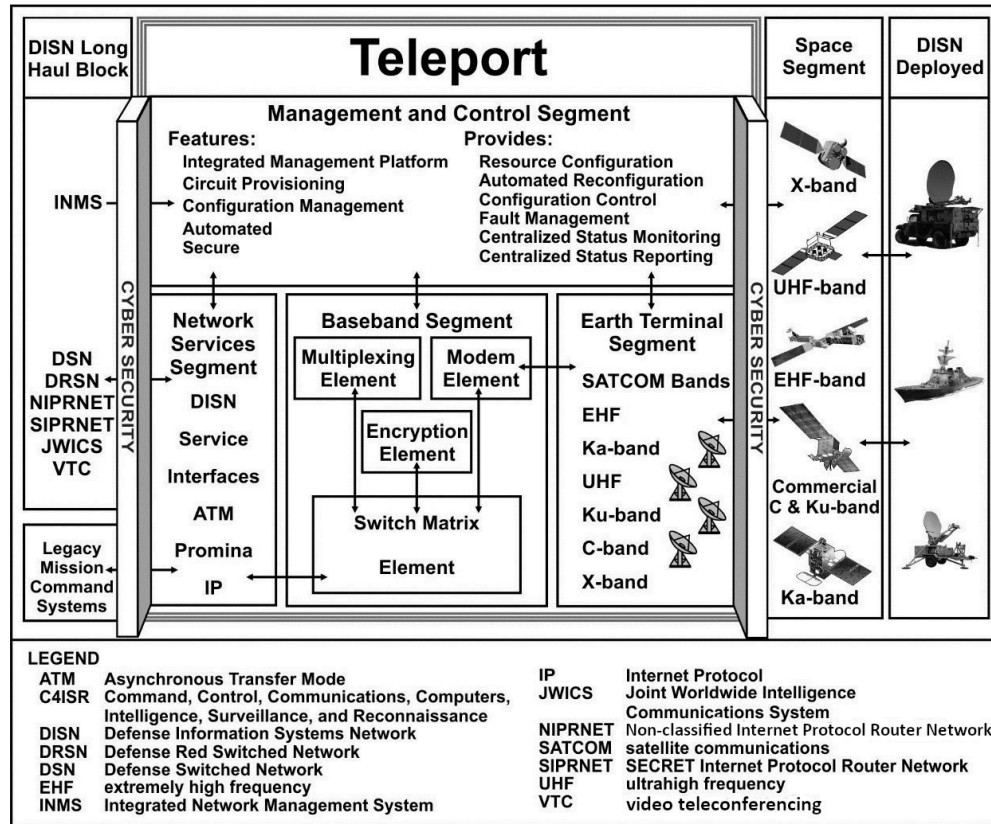 DISN Long
Haul Block
Teleport
Space
Segment
DISN
Deployed
Management and Control Segment
Features:
Integrated Management Platform
Circuit Provisioning
Configuration Management
Automated
Secure
Provides:
Resource Configuration
Automated Reconfiguration
Configuration Control
Fault Management
Centralized Status Monitoring
Centralized Status Reporting
INMS
DSN
DRSN
NIPRNET
SIPRNET
JWICS
VTC
Legacy
Mission
Command
Systems
CYBER SECURITY
Network
Services
Segment
DISN
Service
Interfaces
ATM
Promina
IP
Baseband Segment
Multiplexing
Element
Modem
Element
Encryption
Element
Switch Matrix
Element
Earth Terminal
Segment
SATCOM Bands
EHF
Ka-band
UHF
Ku-band
C-band
X-band
CYBER SECURITY
X-band
UHF-band
EHF-band
Commercial
C & Ku-band
Ka-band
LEGEND
ATM Asynchronous Transfer Mode
C4ISR Command, Control, Communications, Computers,
Intelligence, Surveillance, and Reconnaissance
DISN Defense Information Systems Network
DRSN Defense Red Switched Network
DSN Defense Switched Network
EHF extremely high frequency
INMS Integrated Network Management System
IP Internet Protocol
JWICS Joint Worldwide Intelligence
Communications System
NIPRNET Non-classified Internet Protocol Router Network
SATCOM satellite communications
SIPRNET SECRET Internet Protocol Router Network
UHF ultrahigh frequency
VTC video teleconferencing